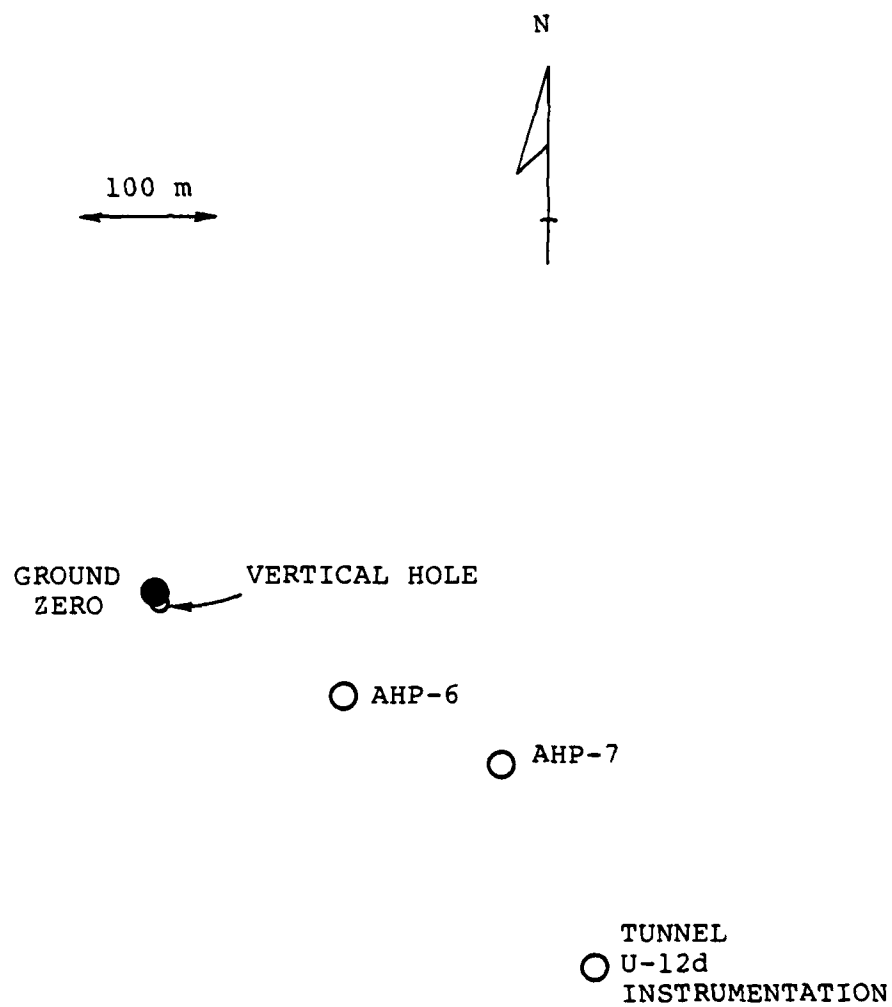 N
100 m
GROUND
ZERO
VERTICAL HOLE
AHP-6
AHP-7
TUNNEL
U-12d
INSTRUMENTATION